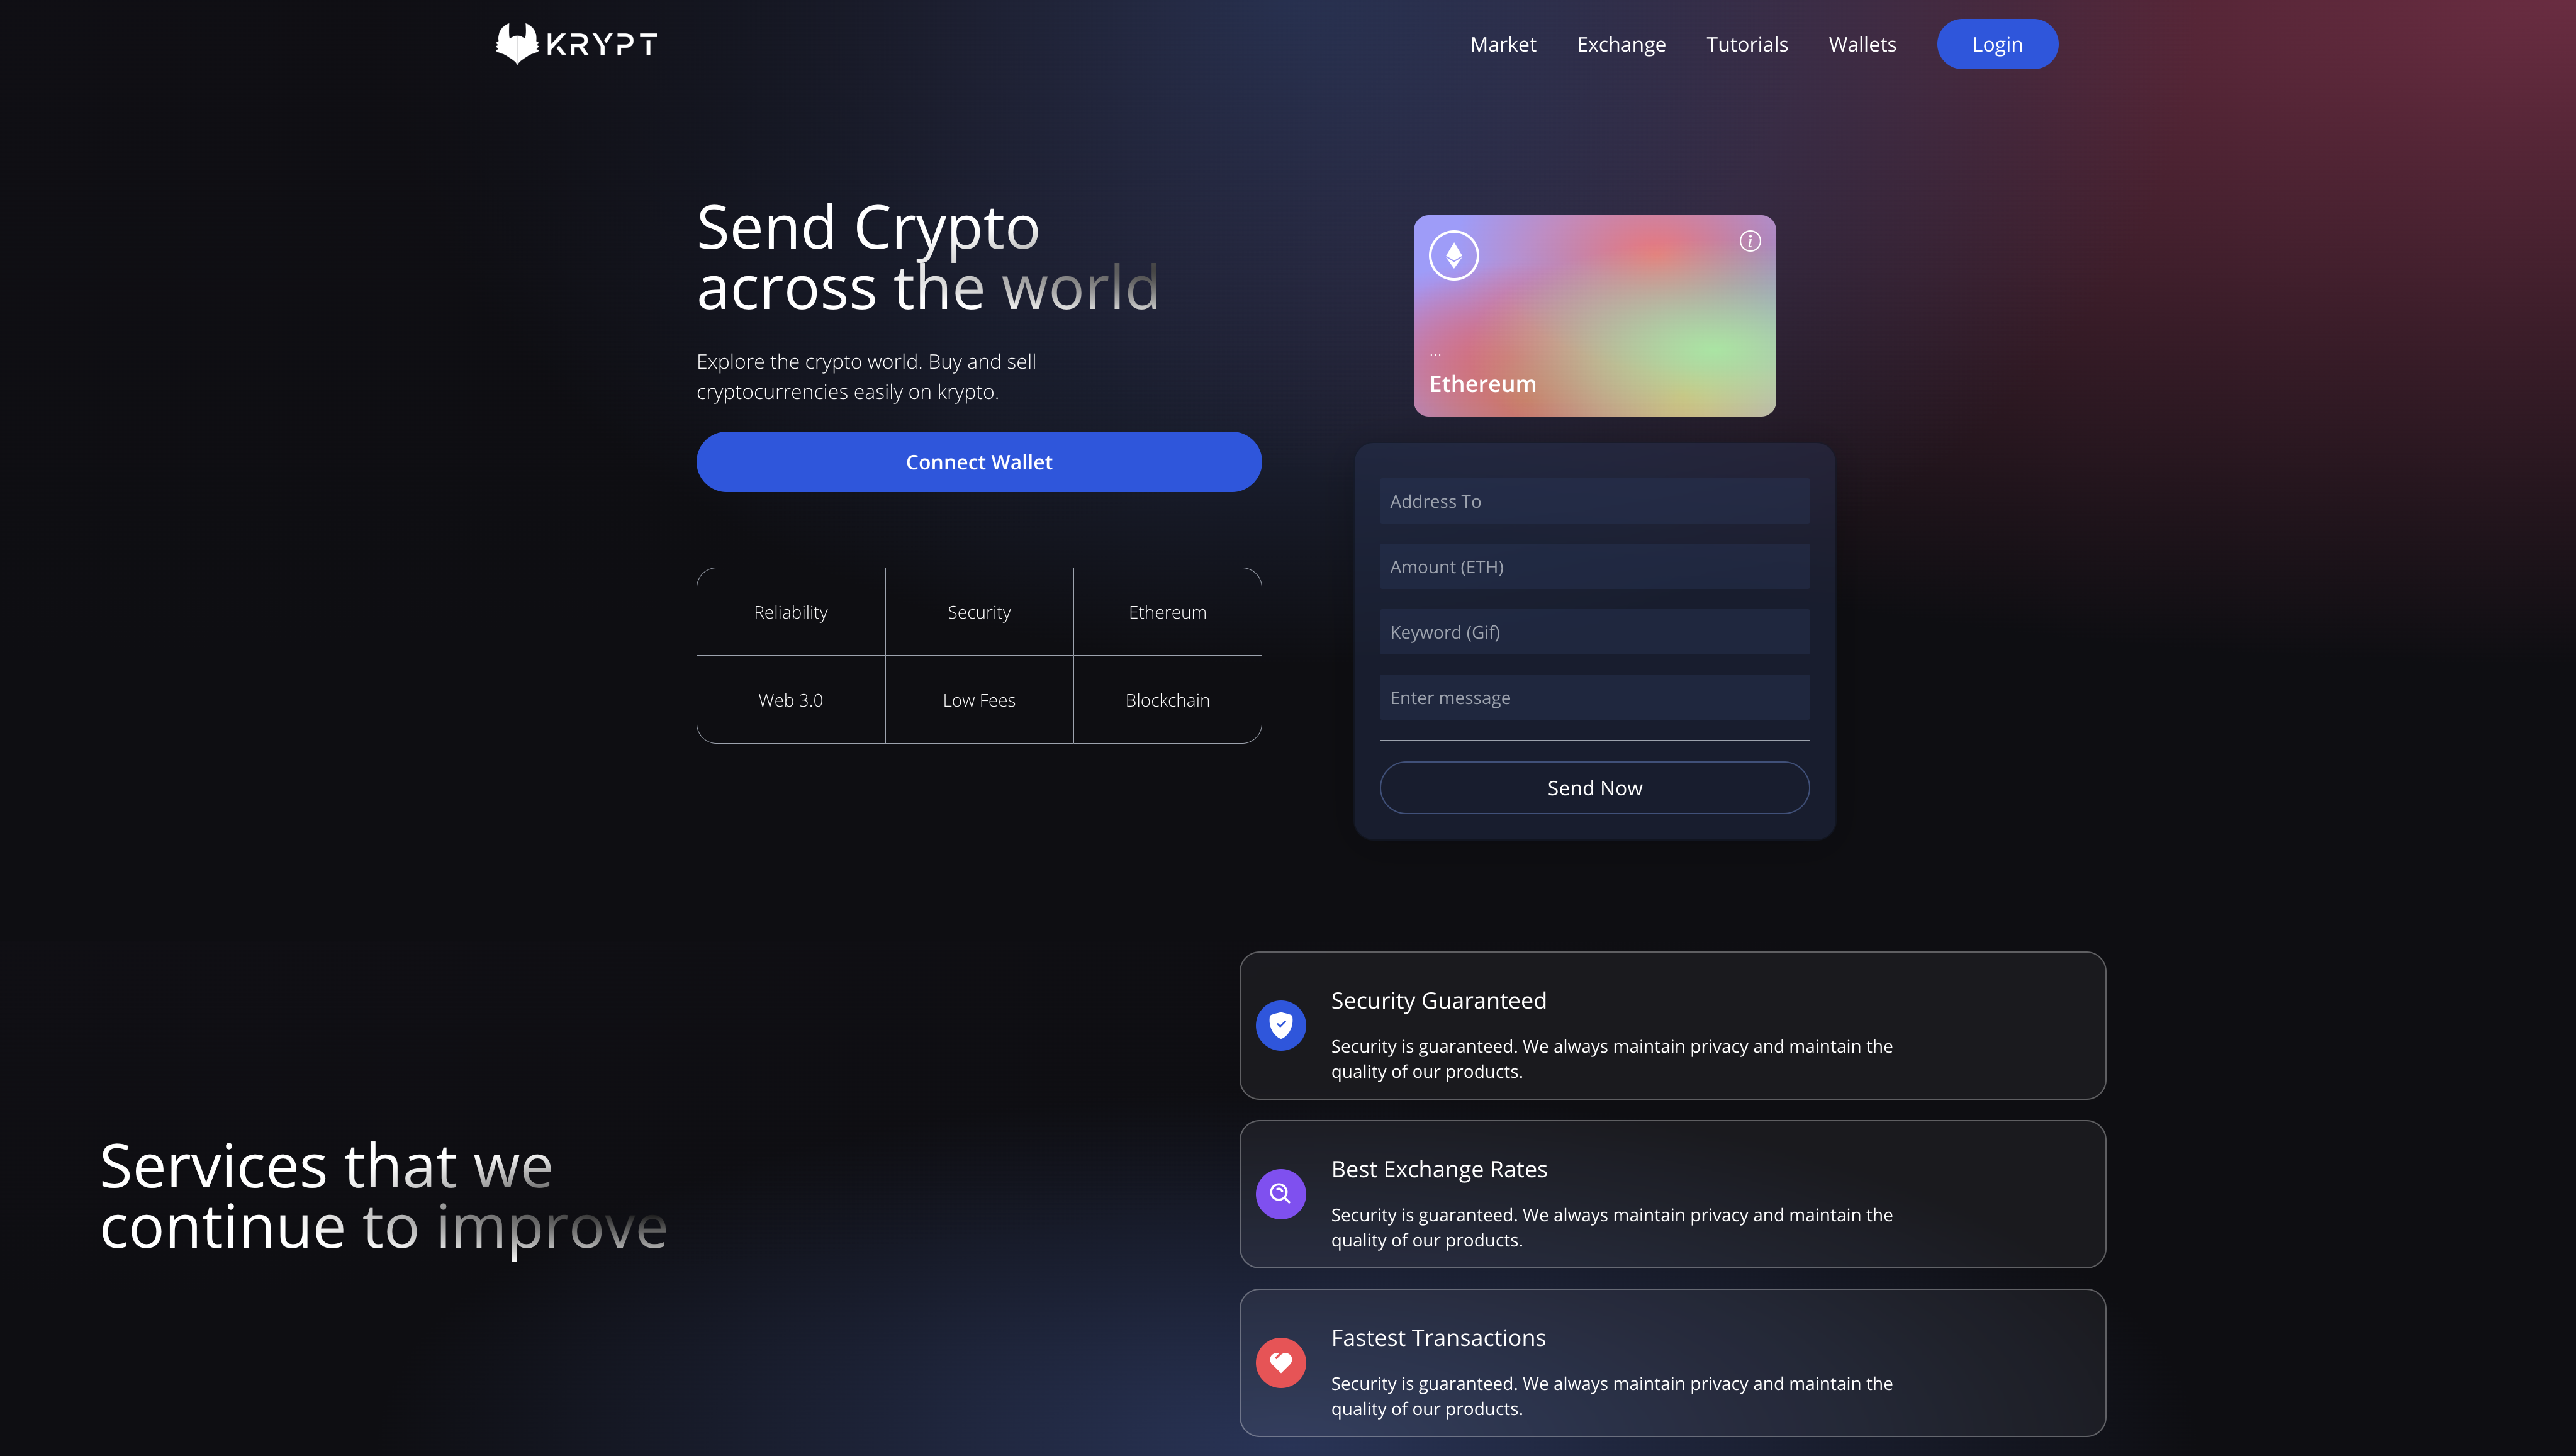 KRYPT
Market
Exchange
Tutorials
Wallets
Login
Send Crypto
across the world
Explore the crypto world. Buy and sell
cryptocurrencies easily on krypto.
Connect Wallet
Reliability
Security
Ethereum
Web 3.0
Low Fees
Blockchain
i
...
Ethereum
Address To
Amount (ETH)
Keyword (Gif)
Enter message
Send Now
Services that we
continue to improve
Security Guaranteed
Security is guaranteed. We always maintain privacy and maintain the
quality of our products.
Best Exchange Rates
Security is guaranteed. We always maintain privacy and maintain the
quality of our products.
Fastest Transactions
Security is guaranteed. We always maintain privacy and maintain the
quality of our products.